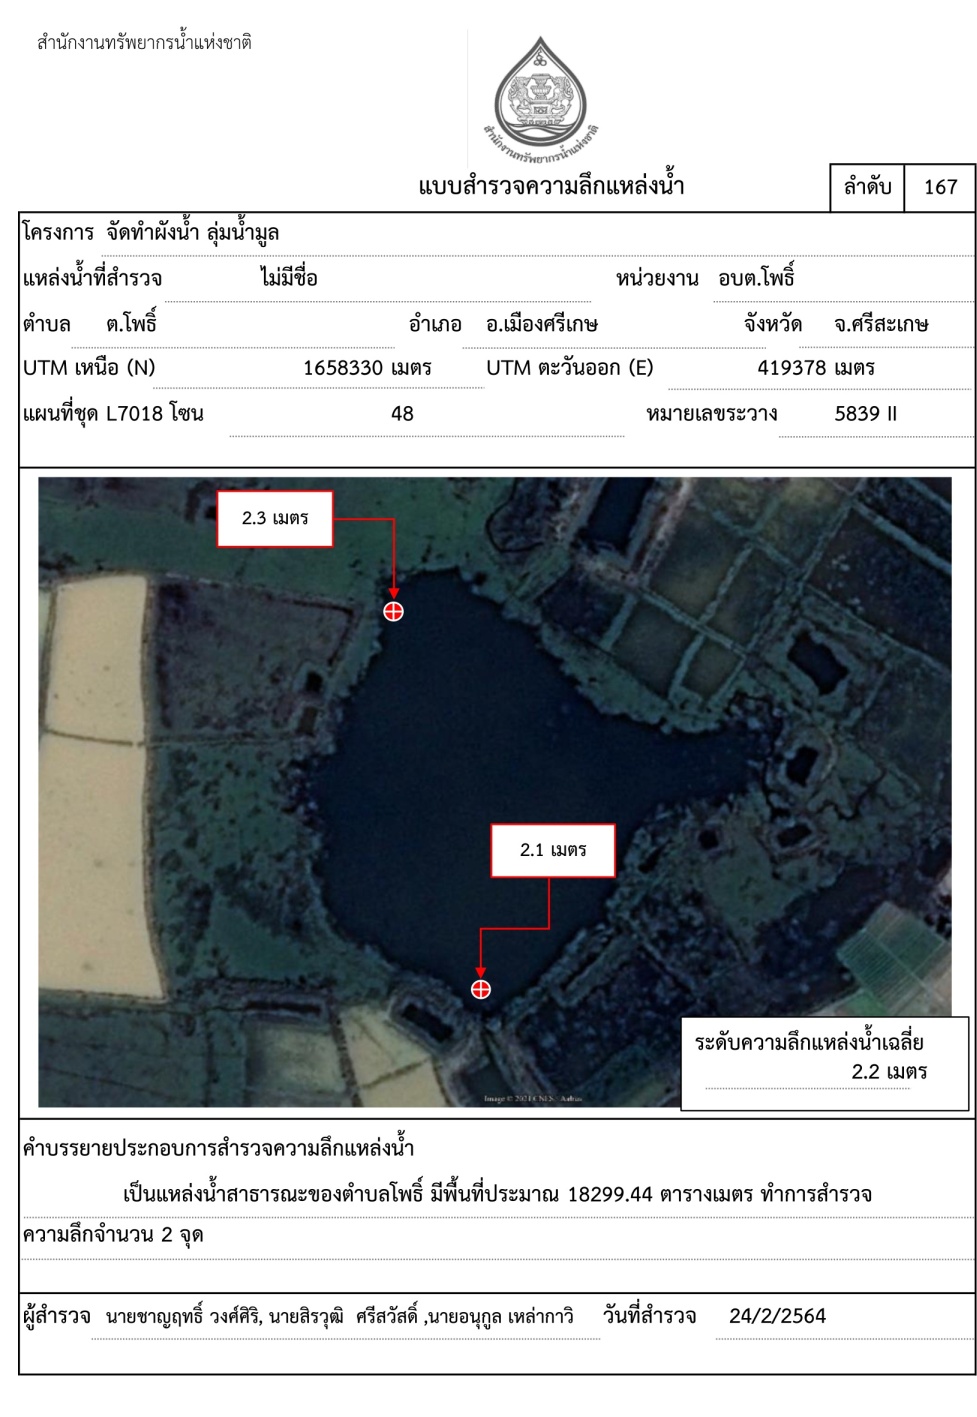 สำนักงานทรัพยากรน้ำแห่งชาติ
สำนักงานทรัพยากรน้ำแห่งชาติ
แบบสำรวจความลึกแหล่งน้ำ
ลำดับ 167
โครงการ จัดทำผังน้ำ ลุ่มน้ำมูล
แหล่งน้ำที่สำรวจ ไม่มีชื่อ หน่วยงาน อบต.โพธิ์
ตำบล ต.โพธิ์ อำเภอ อ.เมืองศรีเกษ จังหวัด จ.ศรีสะเกษ
UTM เหนือ (N) 1658330 เมตร UTM ตะวันออก (E) 419378 เมตร
แผนที่ชุด L7018 โซน 48 หมายเลขระวาง 5839 II
2.3 เมตร
2.1 เมตร
ระดับความลึกแหล่งน้ำเฉลี่ย
2.2 เมตร
Image © 2021 CNES / Airbus
คำบรรยายประกอบการสำรวจความลึกแหล่งน้ำ
เป็นแหล่งน้ำสาธารณะของตำบลโพธิ์ มีพื้นที่ประมาณ 18299.44 ตารางเมตร ทำการสำรวจ
ความลึกจำนวน 2 จุด
ผู้สำรวจ นายชาญฤทธิ์ วงศ์ศิริ, นายสิรวุฒิ ศรีสวัสดิ์ ,นายอนุกูล เหล่ากาวิ วันที่สำรวจ 24/2/2564